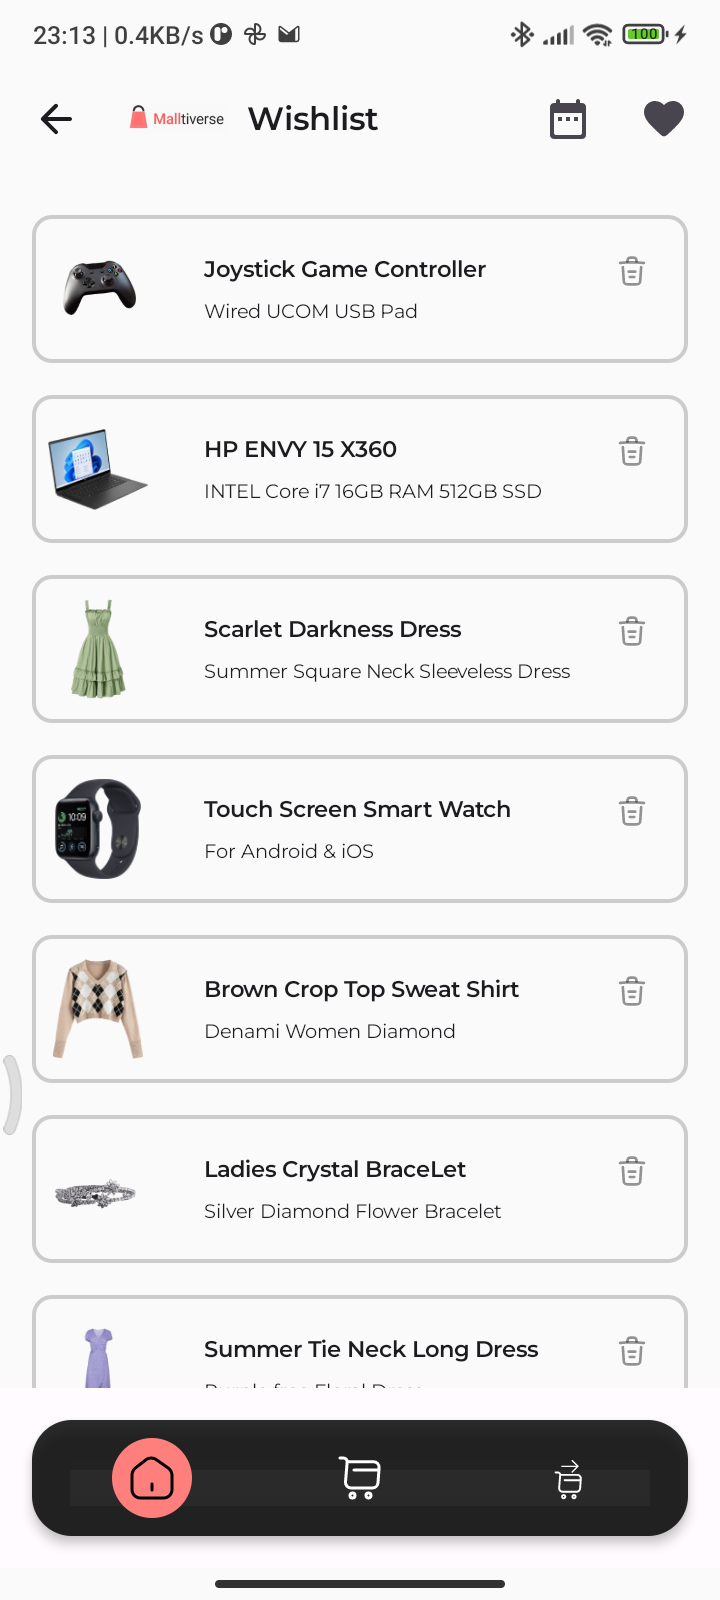 23:13 | 0.4KB/s 100
Malltiverse Wishlist
Joystick Game Controller
Wired UCOM USB Pad
HP ENVY 15 X360
INTEL Core i7 16GB RAM 512GB SSD
Scarlet Darkness Dress
Summer Square Neck Sleeveless Dress
Touch Screen Smart Watch
For Android & iOS
10:09
Brown Crop Top Sweat Shirt
Denami Women Diamond
Ladies Crystal BraceLet
Silver Diamond Flower Bracelet
Summer Tie Neck Long Dress